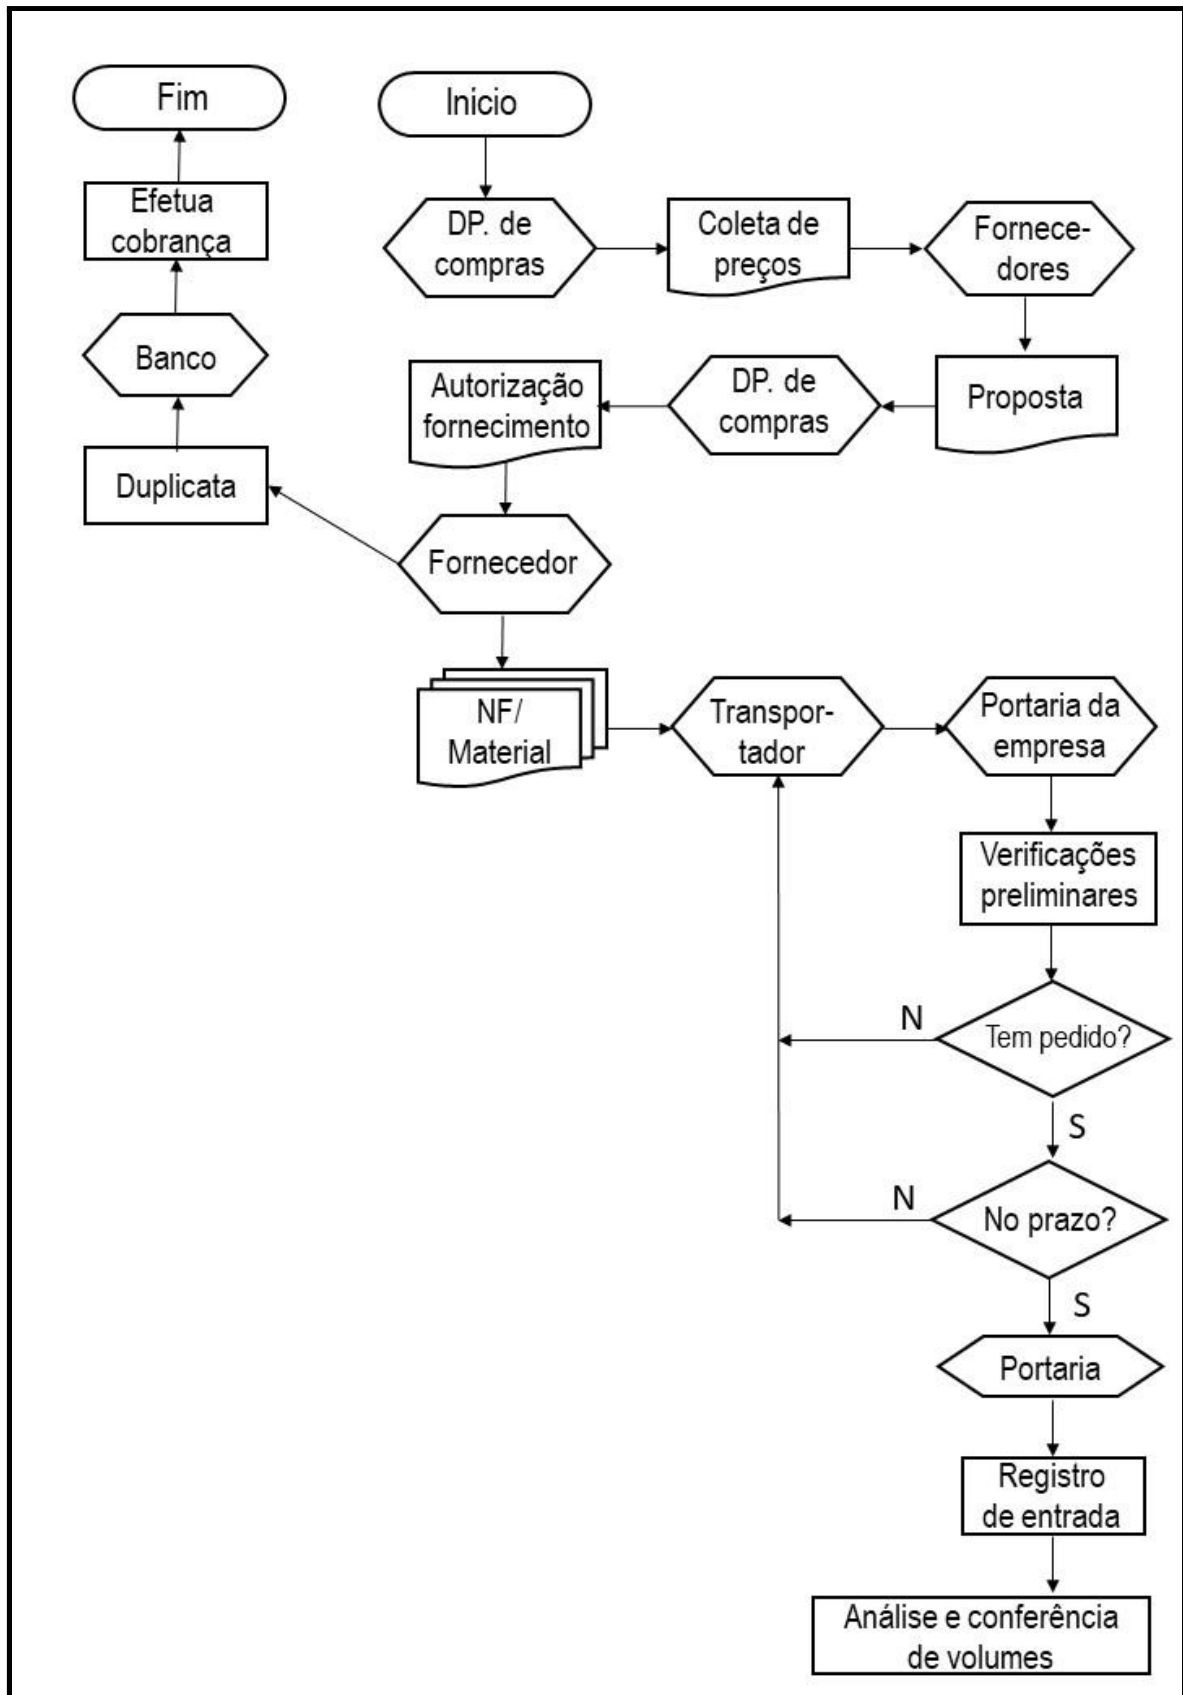 Fim
Inicio
Efetua
cobrança
DP. de
compras
Coleta de
preços
Fornece-
dores
Banco
Autorização
fornecimento
DP. de
compras
Proposta
Duplicata
Fornecedor
NF/
Material
Transpor-
tador
Portaria da
empresa
Verificações
preliminares
N
Tem pedido?
S
N
No prazo?
S
Portaria
Registro
de entrada
Análise e conferência
de volumes